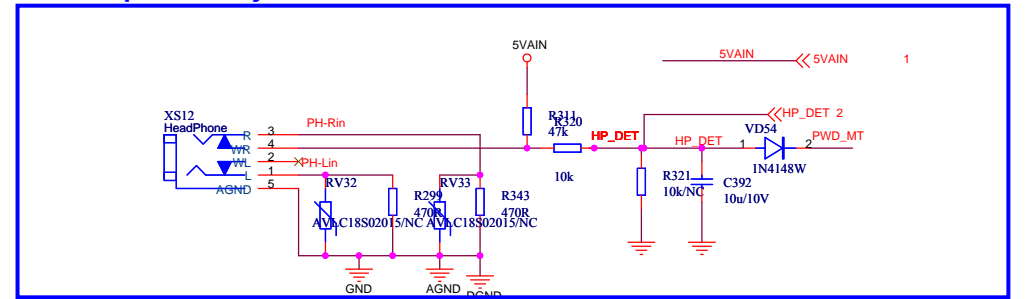 5VAIN
5VAIN
5VAIN
1
XS12
HeadPhone
R
3
PH-Rin
WR
4
WL
2
PH-Lin
L
1
AGND
5
R311
47k
R320
10k
HP_DET
HP_DET 2
HP_DET
VD54
1
2
PWD_MT
1N4148W
R321
10k/NC
C392
10u/10V
RV32
AVLC18S02015/NC
R299
470R
RV33
AVLC18S02015/NC
R343
470R
GND
AGND
DGND